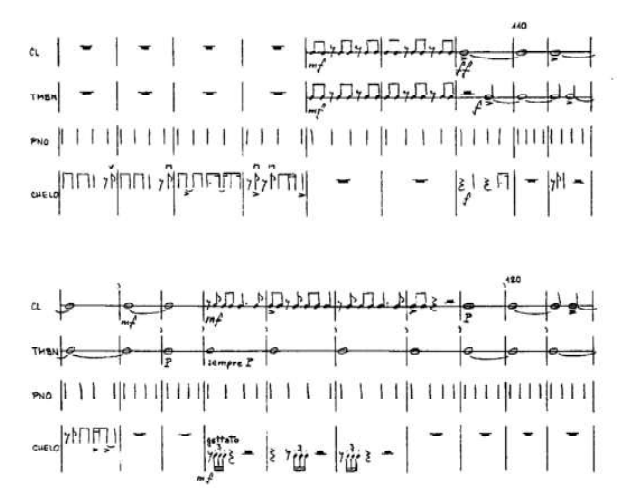 110
CL
mf ff
TMBN
mf f
PNO
CHELO
f
120
CL
mf mf P
TMBN
P sempre P
PNO
CHELO
gettato
3 3 3
mf